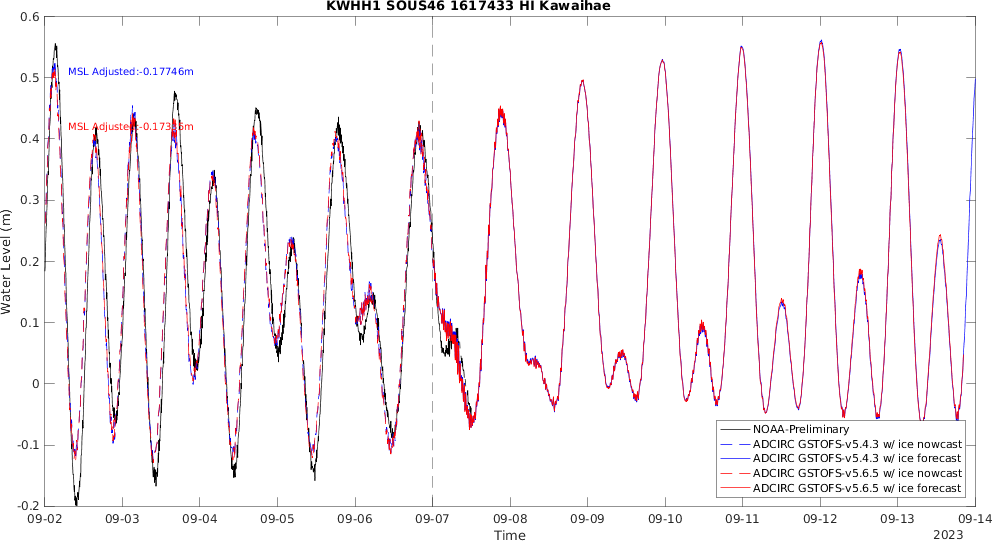 KWHH1 SOUS46 1617433 HI Kawaihae
0.6
0.5
0.4
0.3
0.2
0.1
0
-0.1
-0.2
Water Level (m)
MSL Adjusted:-0.17746m
MSL Adjusted:
NOAA-Preliminary
ADCIRC GSTOFS-v5.4.3 w/ ice nowcast
ADCIRC GSTOFS-v5.4.3 w/ ice forecast
ADCIRC GSTOFS-v5.6.5 w/ ice nowcast
ADCIRC GSTOFS-v5.6.5 w/ ice forecast
09-02 09-03 09-04 09-05 09-06 09-07 09-08 09-09 09-10 09-11 09-12 09-13 09-14
Time
2023